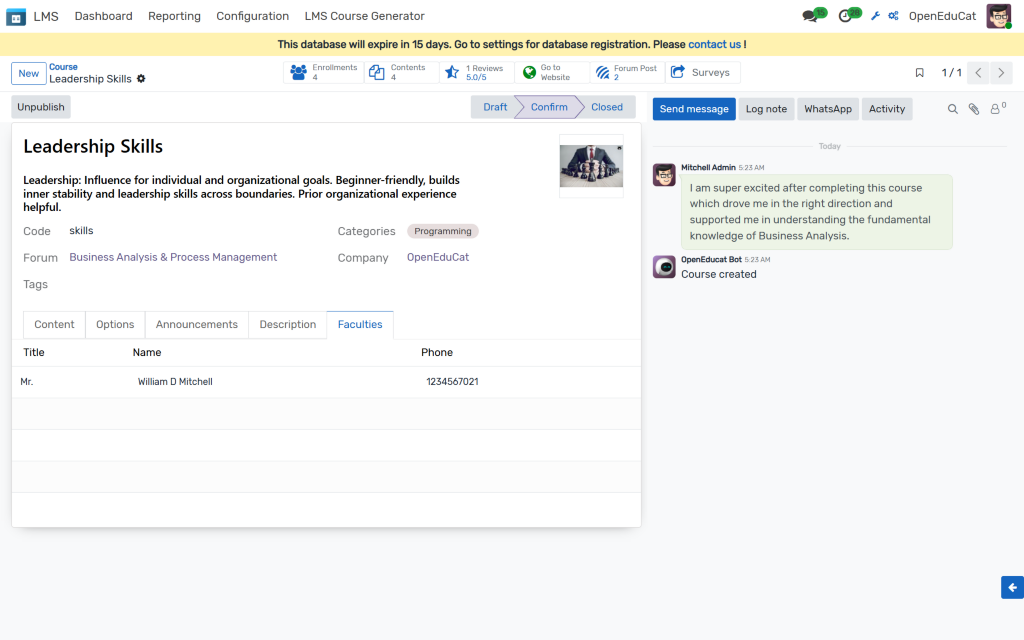 LMS Dashboard Reporting Configuration LMS Course Generator 15 28 OpenEduCat
This database will expire in 15 days. Go to settings for database registration. Please contact us !
New Course
Leadership Skills
Enrollments
4
Contents
4
1 Reviews
5.0/5
Go to
Website
Forum Post
2
Surveys
1 / 1
Unpublish Draft Confirm Closed
Send message Log note WhatsApp Activity 0
Leadership Skills
Leadership: Influence for individual and organizational goals. Beginner-friendly, builds
inner stability and leadership skills across boundaries. Prior organizational experience
helpful.
Code skills Categories Programming
Forum Business Analysis & Process Management Company OpenEduCat
Tags
Content Options Announcements Description Faculties
Title Name Phone
Mr. William D Mitchell 1234567021
Today
Mitchell Admin 5:23 AM
I am super excited after completing this course
which drove me in the right direction and
supported me in understanding the fundamental
knowledge of Business Analysis.
OpenEducat Bot 5:23 AM
Course created